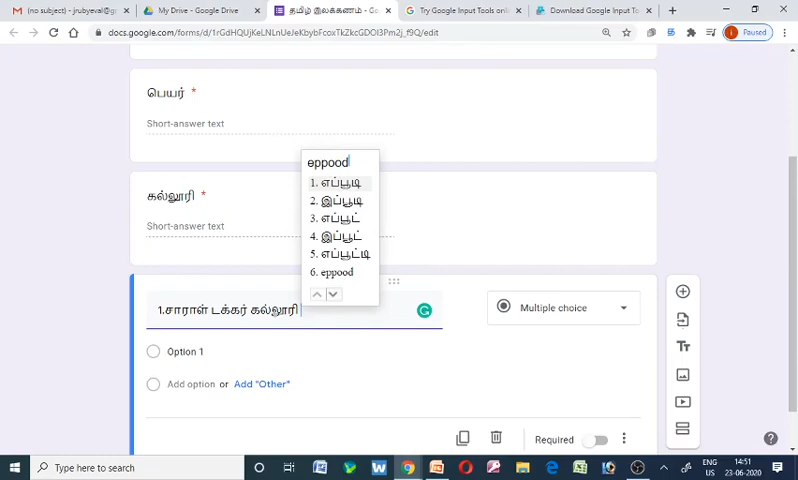 (no subject) - jrubyeval@g
My Drive - Google Drive
தமிழ் இலக்கணம் - Go
Try Google Input Tools onl
Download Google Input To
docs.google.com/forms/d/1rGdHQUjKeLNLnUeJeKbybFcoxTkZkcGDOI3Pm2j_f9Q/edit
Paused
பெயர் *
Short-answer text
கல்லூரி *
Short-answer text
eppood
1. எப்பூடி
2. இப்பூடி
3. எப்பூட்
4. இப்பூட்
5. எப்பூட்டி
6. eppood
1.சாராள் டக்கர் கல்லூரி
Multiple choice
Option 1
Add option or Add "Other"
Required
Type here to search
ENG
US
14:51
23-06-2020